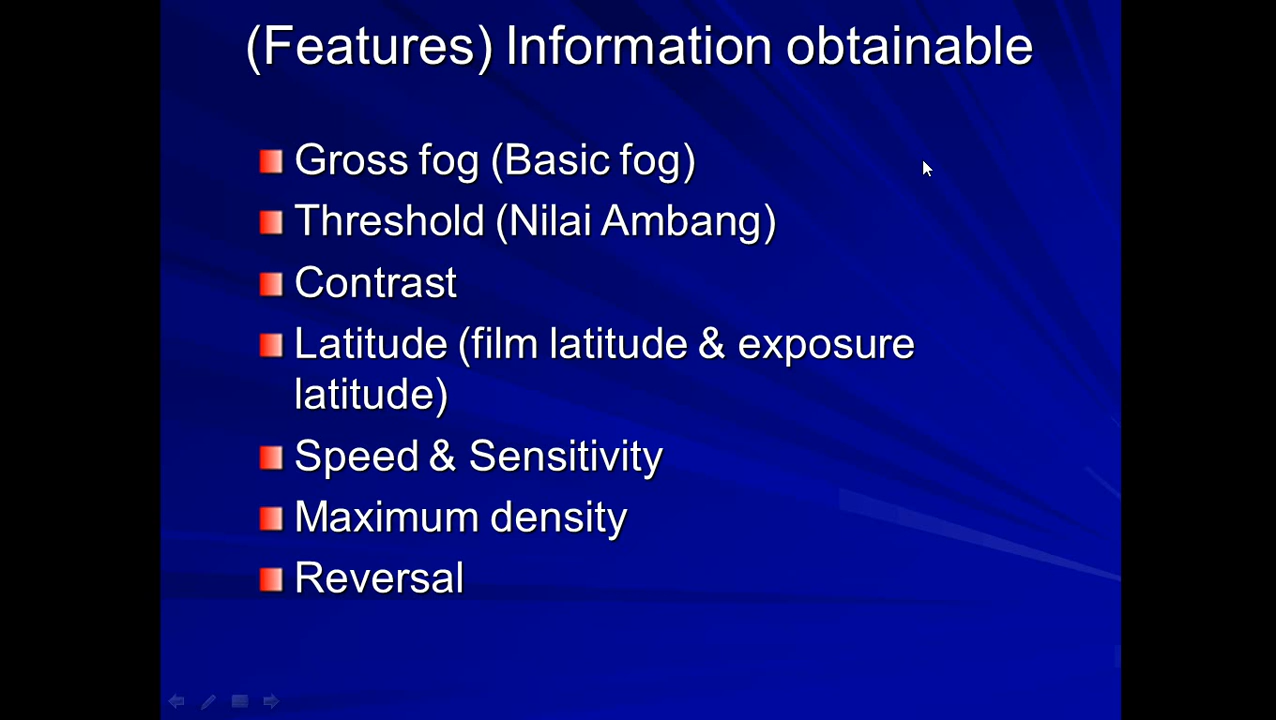 (Features) Information obtainable
Gross fog (Basic fog)
Threshold (Nilai Ambang)
Contrast
Latitude (film latitude & exposure
latitude)
Speed & Sensitivity
Maximum density
Reversal